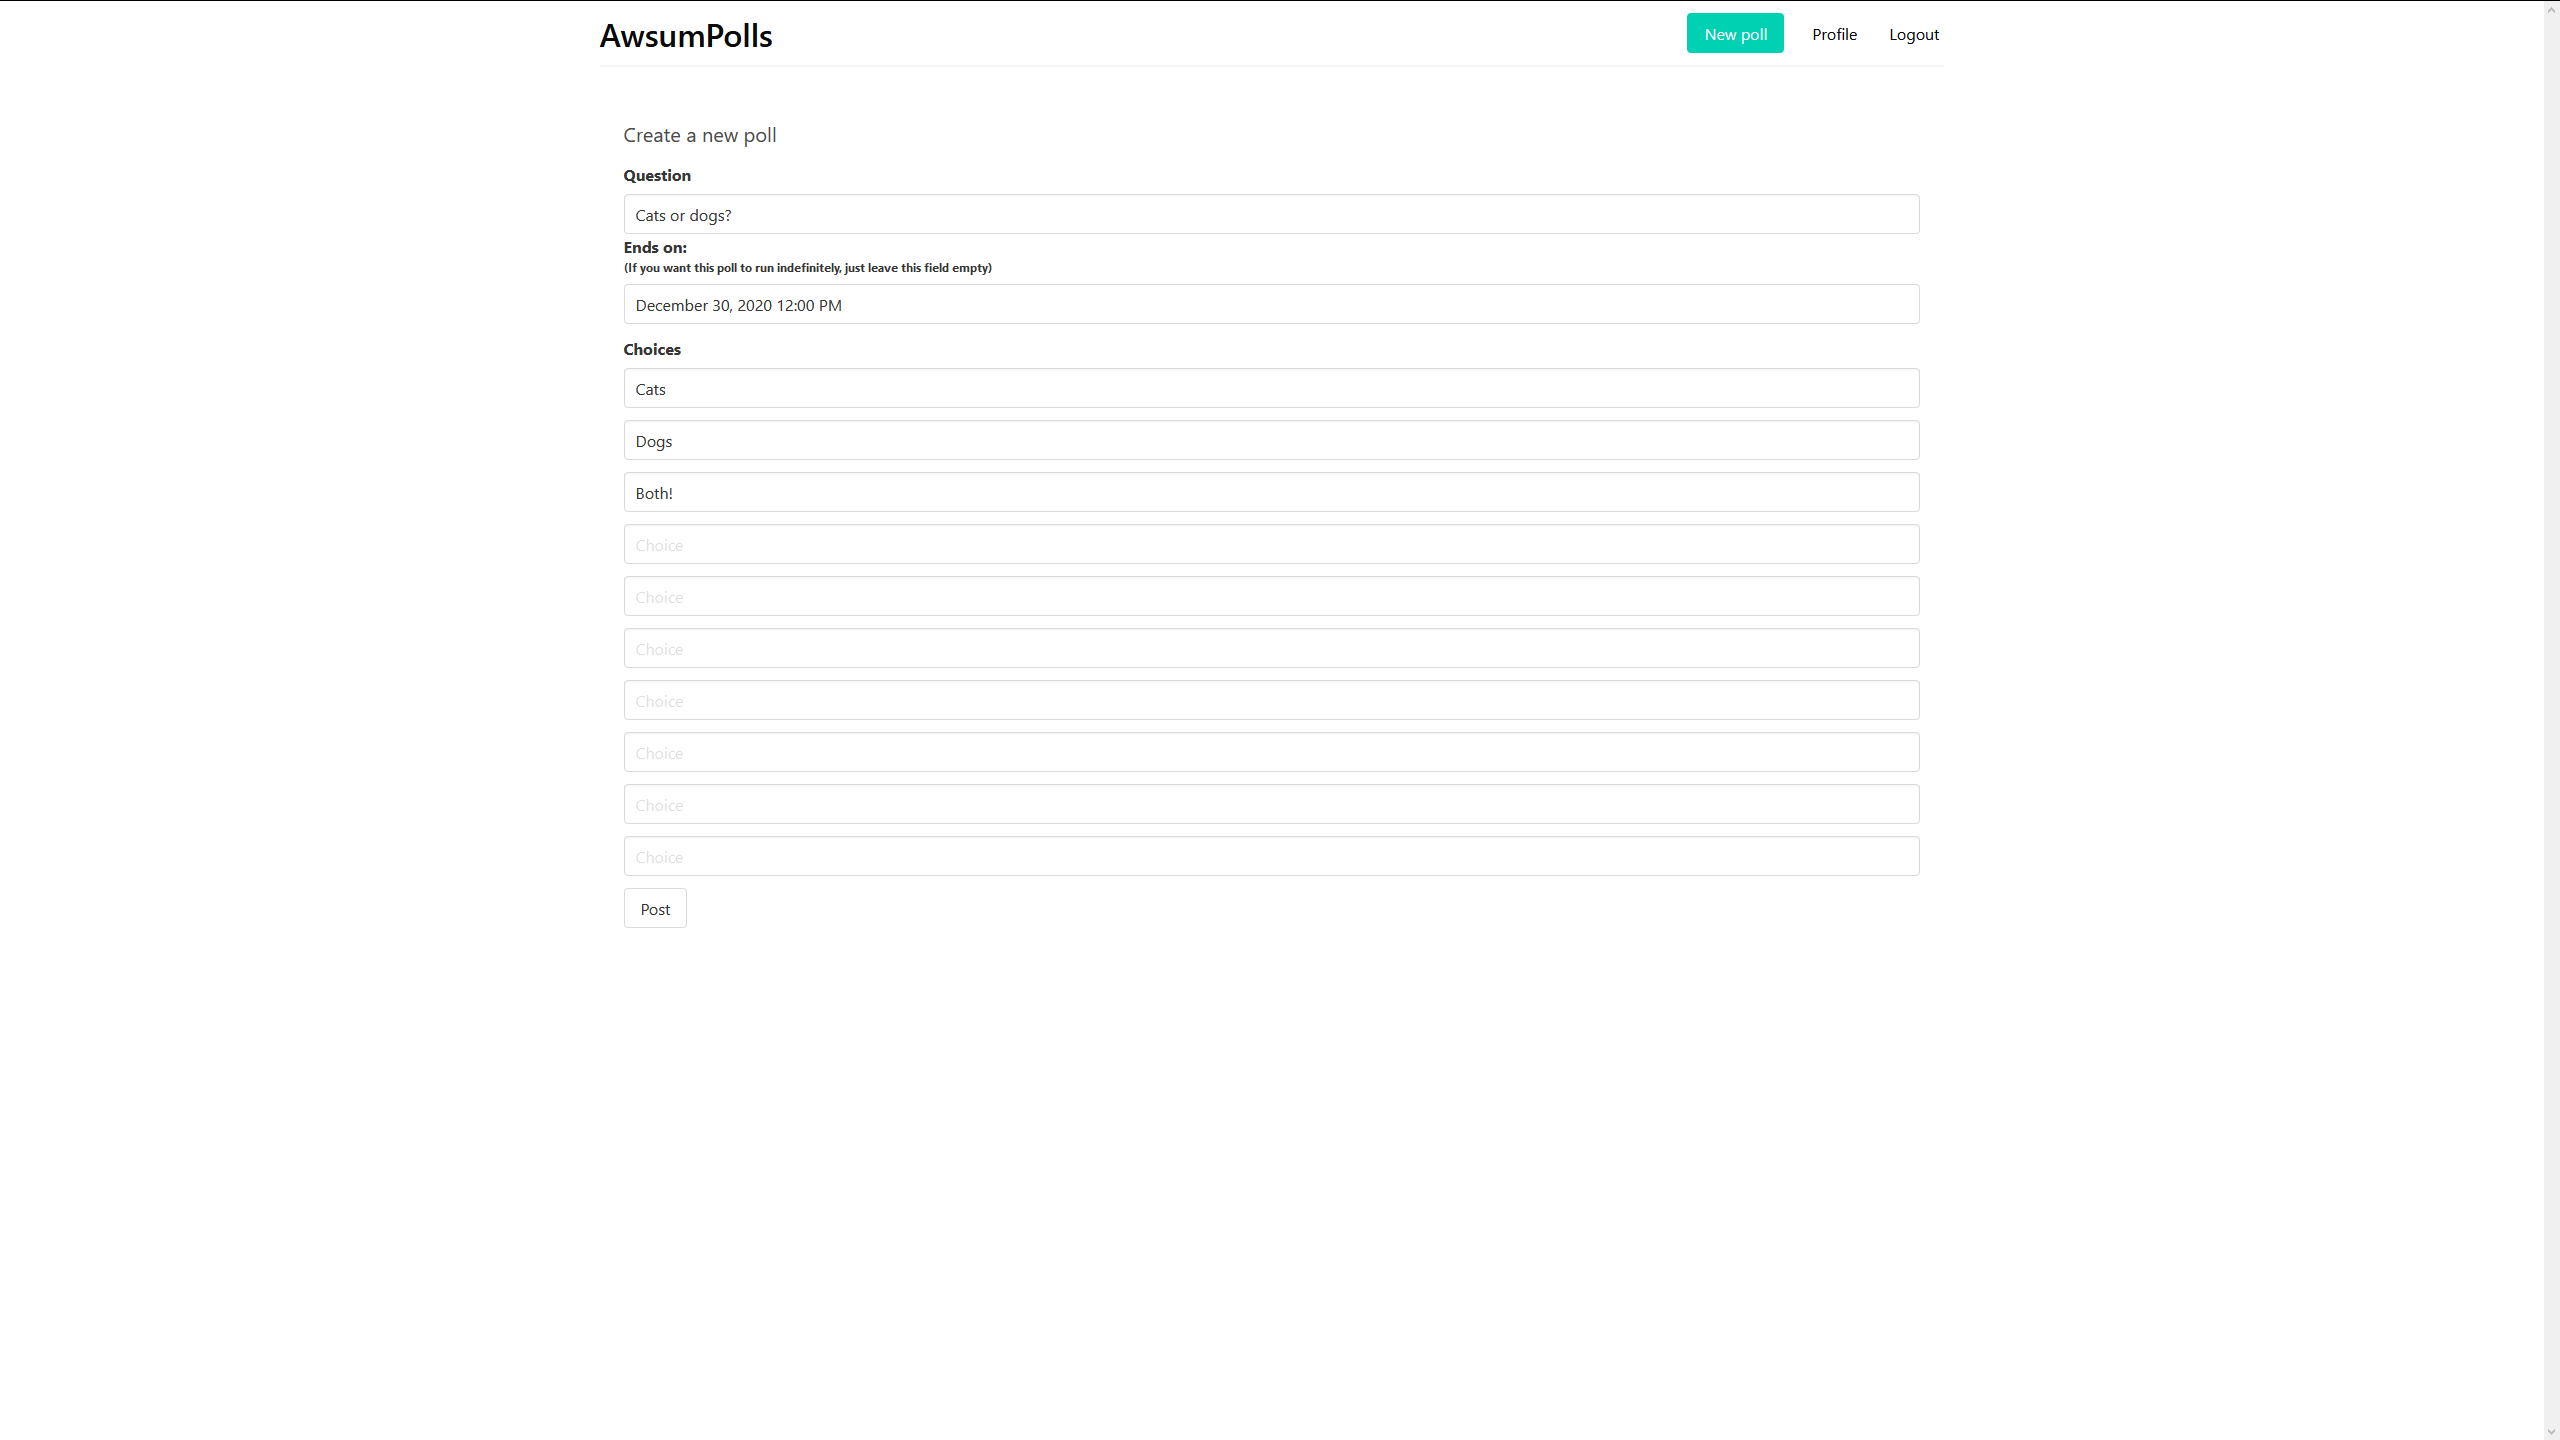 AwsumPolls
New poll Profile Logout
Create a new poll
Question
Cats or dogs?
Ends on:
(If you want this poll to run indefinitely, just leave this field empty)
December 30, 2020 12:00 PM
Choices
Cats
Dogs
Both!
Choice
Choice
Choice
Choice
Choice
Choice
Choice
Post